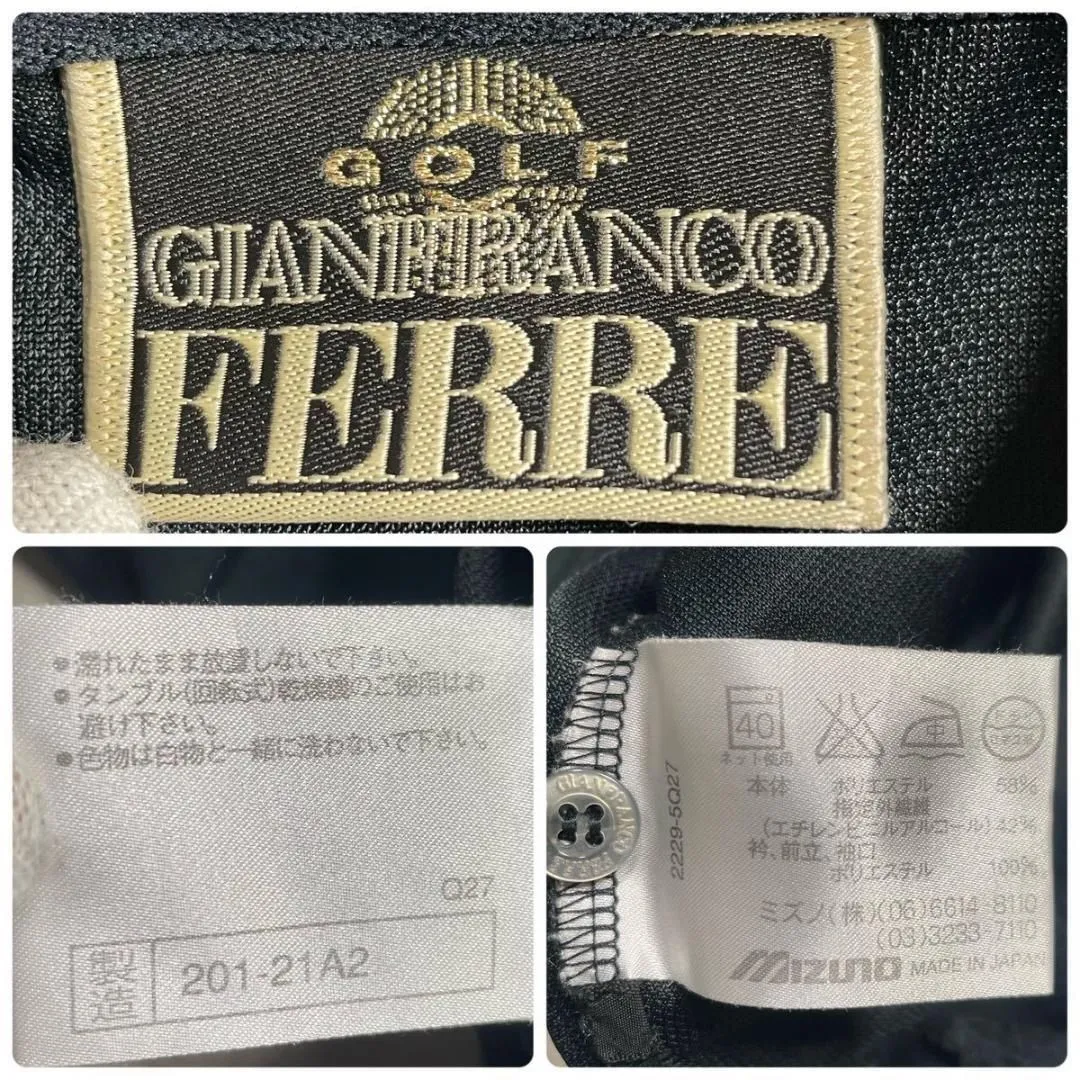 GOLF
GIANFRANCO
FERRE
●濡れたまま放置しないで下さい。
●タンブル(回転式)乾燥機のご使用はお
避け下さい。
●色物は白物と一緒に洗わないで下さい。
Q27
製造
201-21A2
40
ネット使用
中
ドライ
本体 ポリエステル 58%
指定外繊維
(エチレンビニルアルコール)
衿、前立、袖口
ポリエステル 100%
ミズノ(株)(06)6614-8110
(03)3233-7111
MIZUNO MADE IN JAPAN
2229-5Q27
GIANFRANCO
FERRE